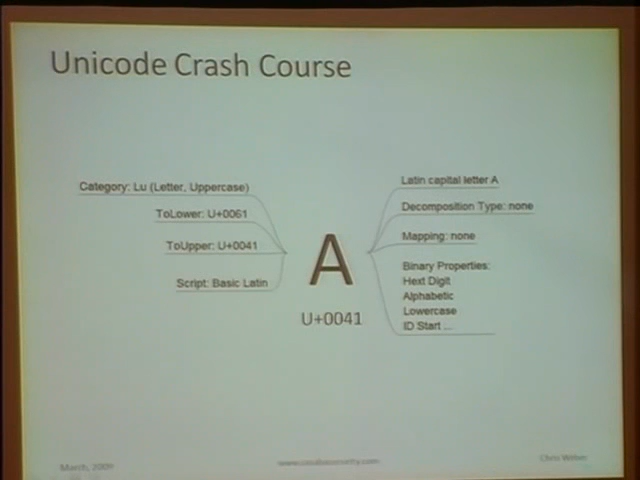 Unicode Crash Course
Category: Lu (Letter, Uppercase)
ToLower: U+0061
ToUpper: U+0041
Script: Basic Latin
A
U+0041
Latin capital letter A
Decomposition Type: none
Mapping: none
Binary Properties:
Hext Digit
Alphabetic
Lowercase
ID Start ...
March, 2009
Chris Weber